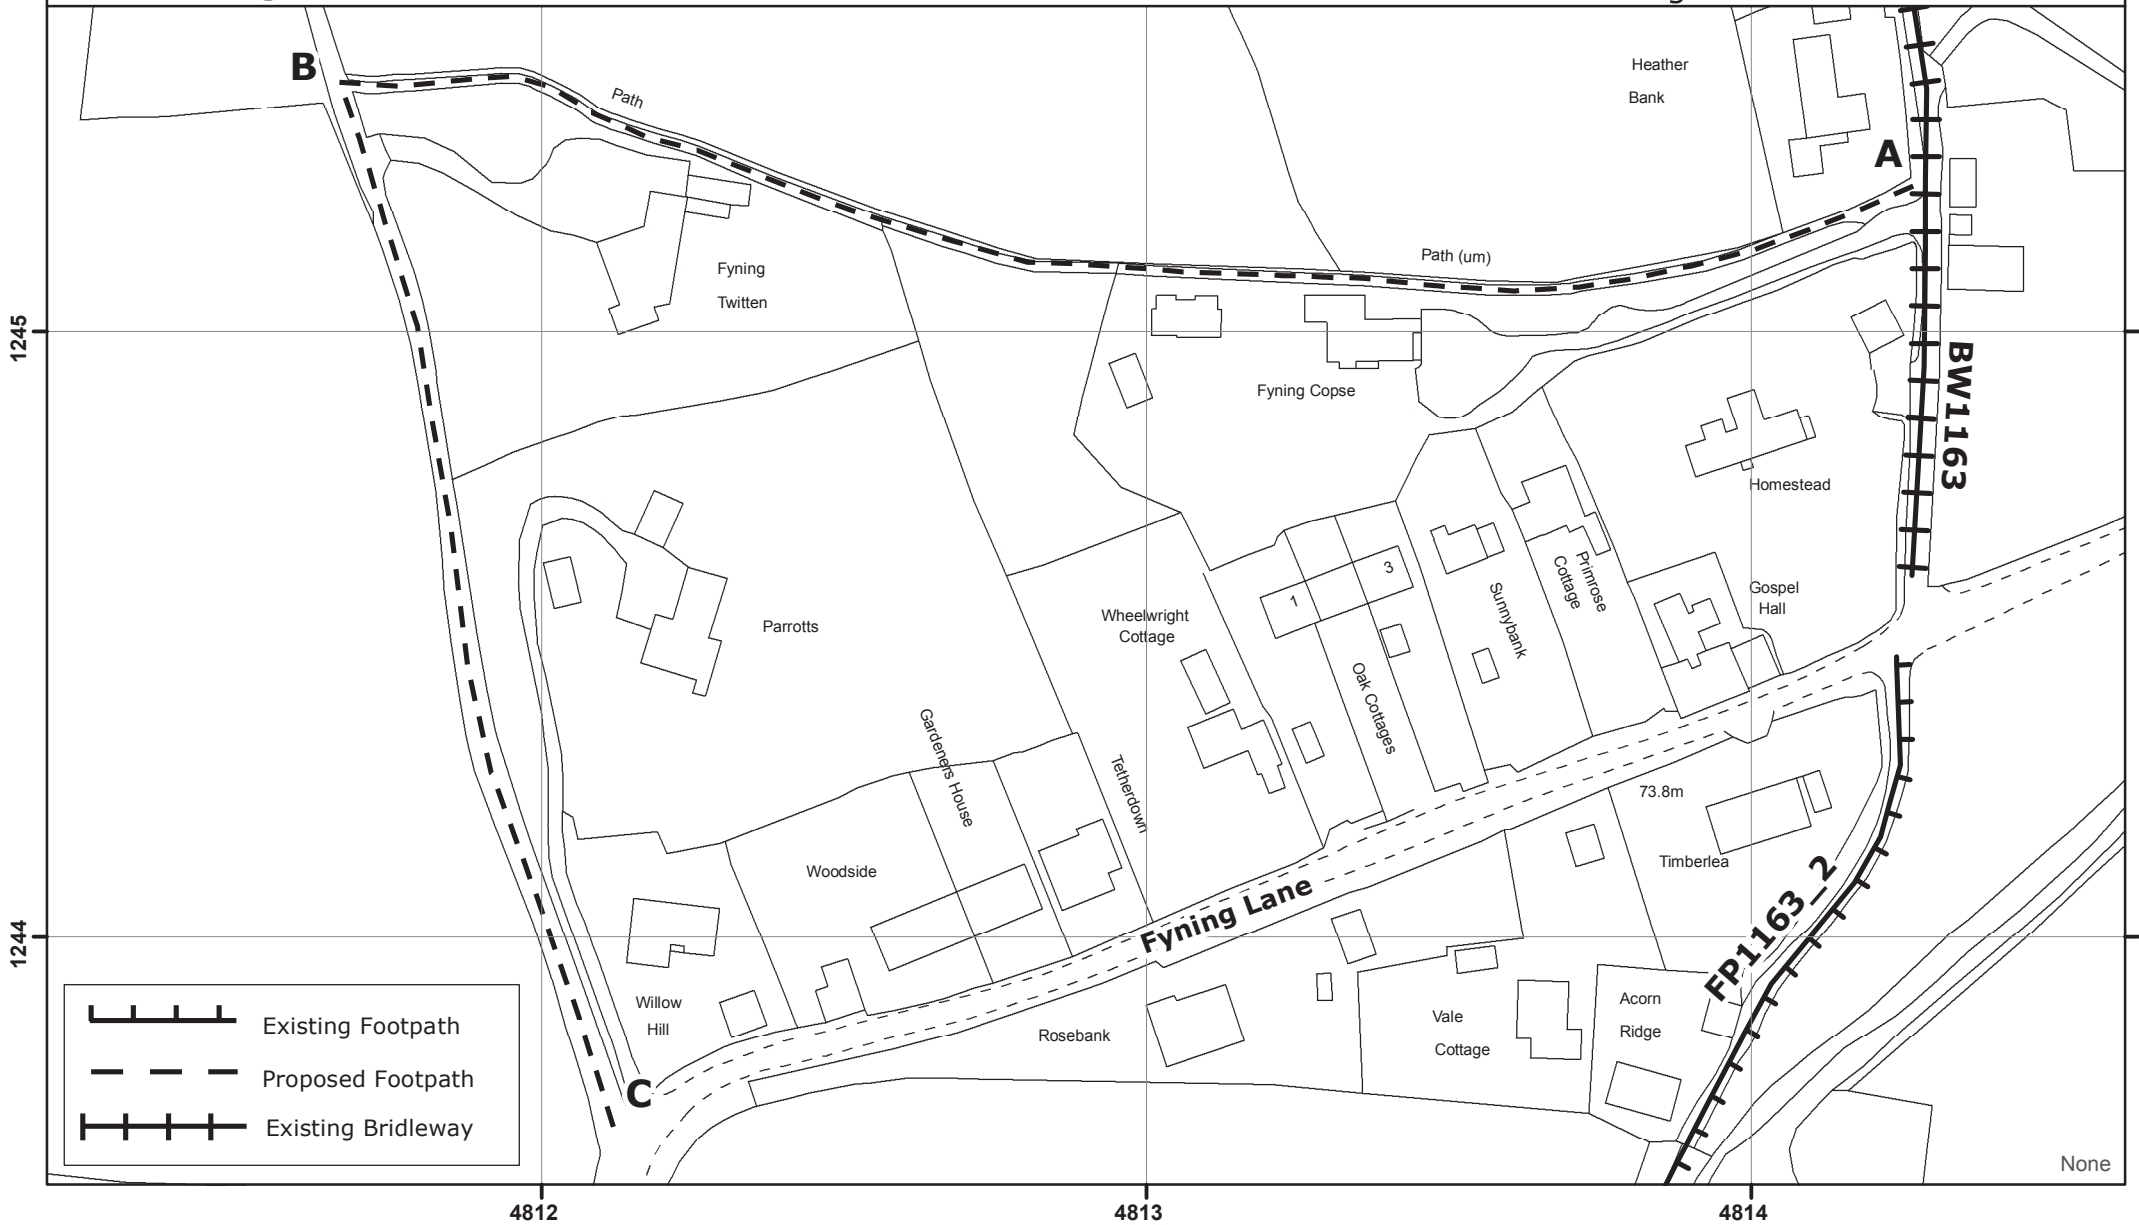 B
Path
Heather
Bank
A
Fyning
Twitten
Path (um)
1245
BW1163
Fyning Copse
Homestead
Primrose
Cottage
3
1
Gospel
Hall
Sunnybank
Wheelwright
Cottage
Parrotts
Oak Cottages
Gardeners House
Tetherdown
73.8m
Timberlea
Woodside
FP1163_2
Fyning Lane
1244
Willow
Hill
Acorn
Ridge
Vale
Cottage
Rosebank
C
Existing Footpath
Proposed Footpath
Existing Bridleway
None
4812
4813
4814